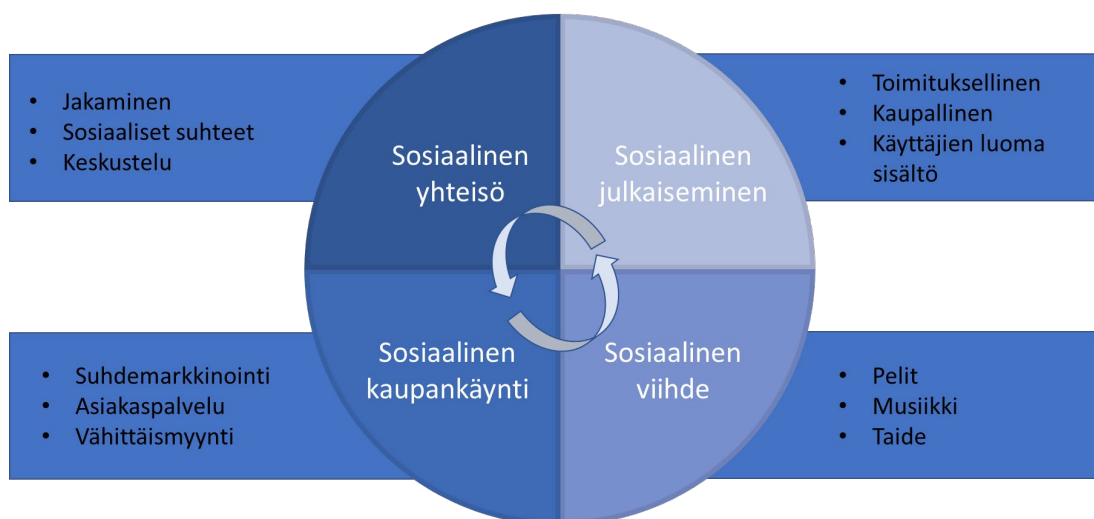 • Jakaminen
• Sosiaaliset suhteet
• Keskustelu
Sosiaalinen
yhteisö
Sosiaalinen
julkaiseminen
• Toimituksellinen
• Kaupallinen
• Käyttäjien luoma
sisältö
• Suhdemarkkinointi
• Asiakaspalvelu
• Vähittäismyynti
Sosiaalinen
kaupankäynti
Sosiaalinen
viihde
• Pelit
• Musiikki
• Taide